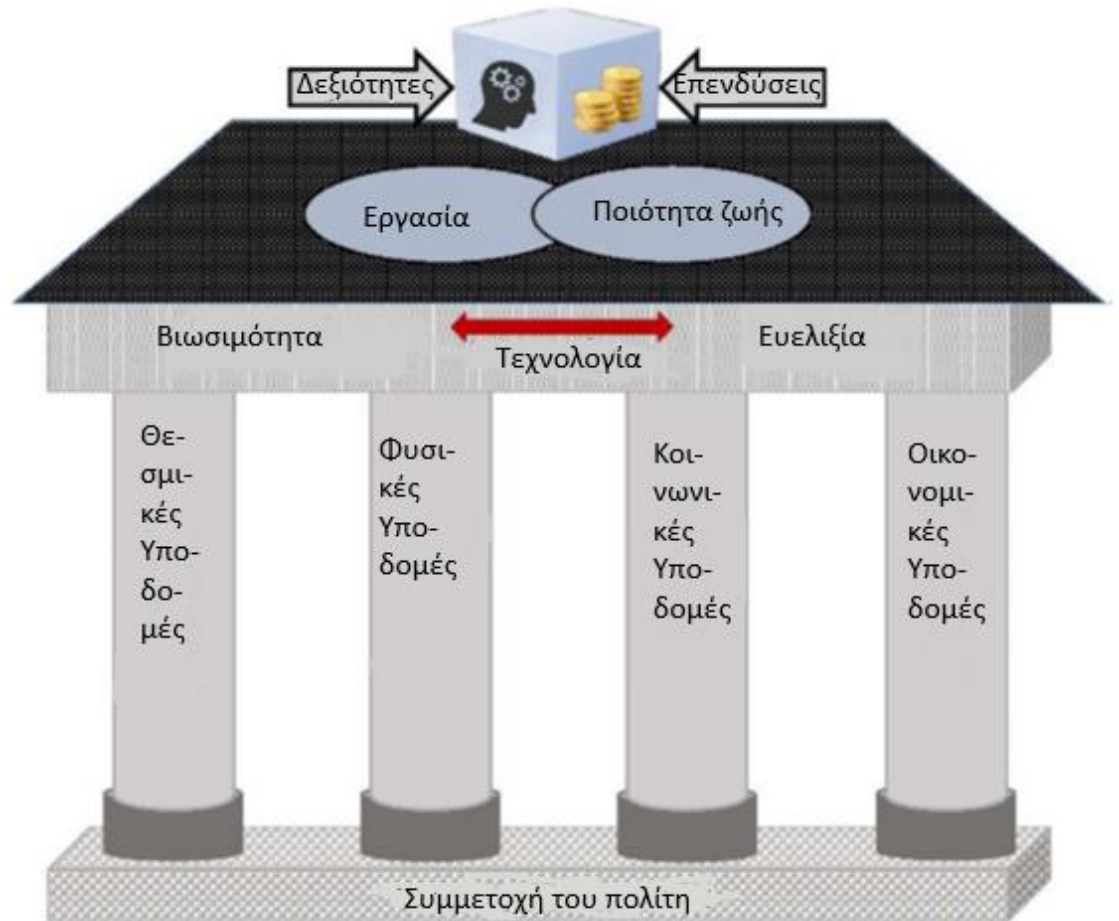 Δεξιότητες
Επενδύσεις
Εργασία
Ποιότητα ζωής
Βιωσιμότητα
Τεχνολογία
Ευελιξία
Θε-
σμι-
κές
Υπο-
δο-
μές
Φυσι-
κές
Υπο-
δομές
Κοι-
νωνι-
κές
Υπο-
δομές
Οικο-
νομι-
κές
Υπο-
δομές
Συμμετοχή του πολίτη